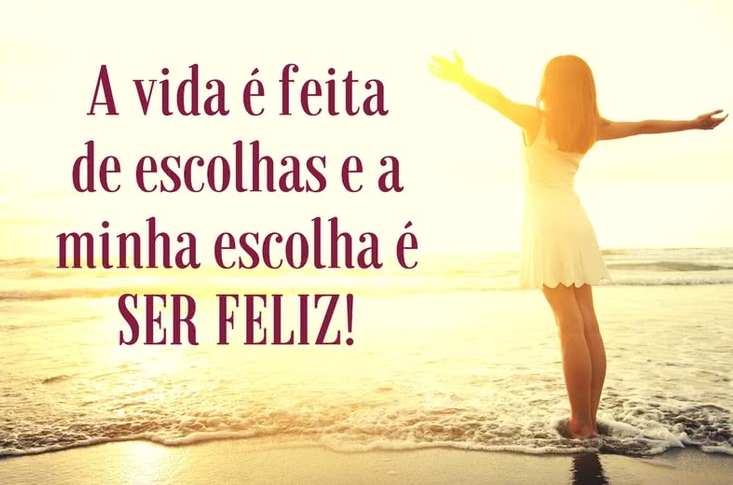 A vida é feita
de escolhas e a
minha escolha é
SER FELIZ!